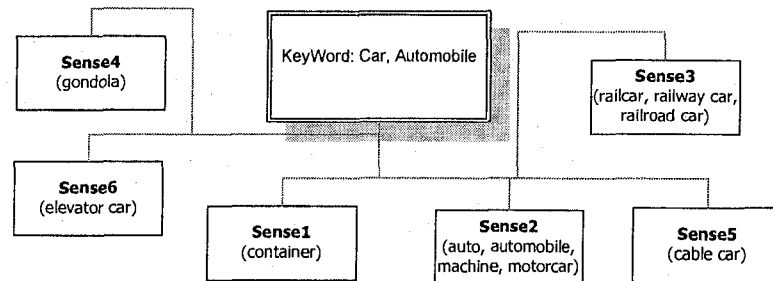 KeyWord: Car, Automobile
Sense4
(gondola)
Sense3
(railcar, railway car,
railroad car)
Sense6
(elevator car)
Sense1
(container)
Sense2
(auto, automobile,
machine, motorcar)
Sense5
(cable car)